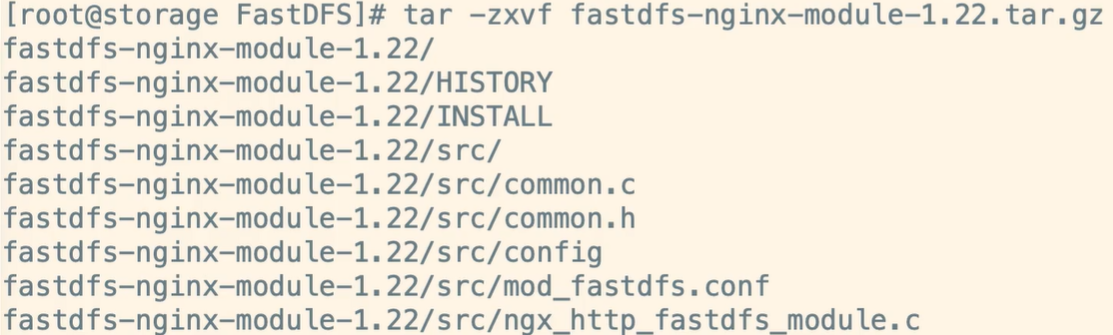 [root@storage FastDFS]# tar -zxvf fastdfs-nginx-module-1.22.tar.gz
fastdfs-nginx-module-1.22/
fastdfs-nginx-module-1.22/HISTORY
fastdfs-nginx-module-1.22/INSTALL
fastdfs-nginx-module-1.22/src/
fastdfs-nginx-module-1.22/src/common.c
fastdfs-nginx-module-1.22/src/common.h
fastdfs-nginx-module-1.22/src/config
fastdfs-nginx-module-1.22/src/mod_fastdfs.conf
fastdfs-nginx-module-1.22/src/ngx_http_fastdfs_module.c